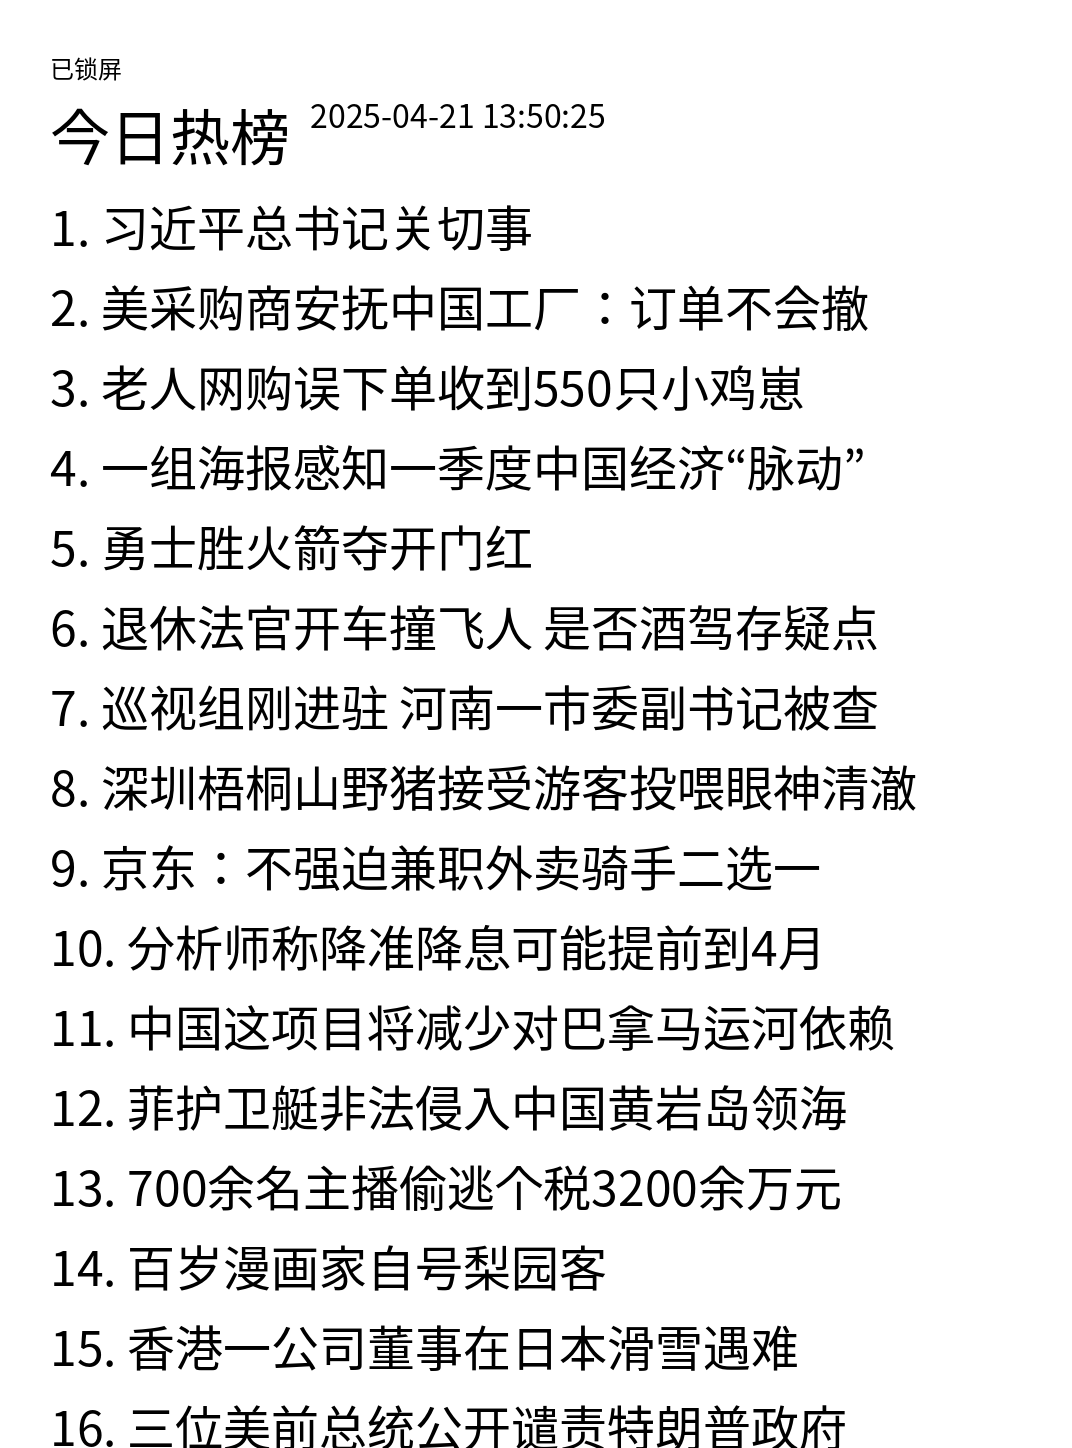 已锁屏
今日热榜 2025-04-21 13:50:25
1. 习近平总书记关切事
2. 美采购商安抚中国工厂：订单不会撤
3. 老人网购误下单收到550只小鸡崽
4. 一组海报感知一季度中国经济“脉动”
5. 勇士胜火箭夺开门红
6. 退休法官开车撞飞人 是否酒驾存疑点
7. 巡视组刚进驻 河南一市委副书记被查
8. 深圳梧桐山野猪接受游客投喂眼神清澈
9. 京东：不强迫兼职外卖骑手二选一
10. 分析师称降准降息可能提前到4月
11. 中国这项目将减少对巴拿马运河依赖
12. 菲护卫艇非法侵入中国黄岩岛领海
13. 700余名主播偷逃个税3200余万元
14. 百岁漫画家自号梨园客
15. 香港一公司董事在日本滑雪遇难
16. 三位美前总统公开谴责特朗普政府